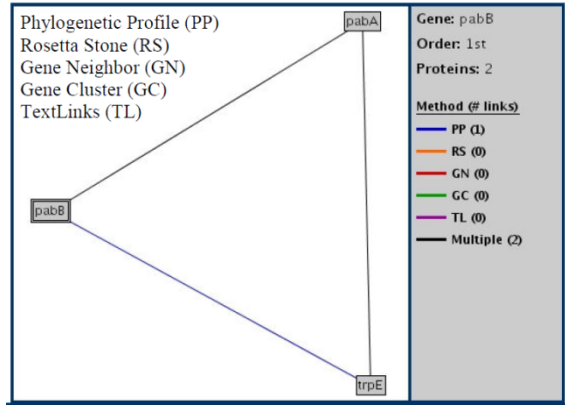 Phylogenetic Profile (PP)
Rosetta Stone (RS)
Gene Neighbor (GN)
Gene Cluster (GC)
TextLinks (TL)
pabA
pabB
trpE
Gene: pabB
Order: 1st
Proteins: 2
Method (# links)
PP (1)
RS (0)
GN (0)
GC (0)
TL (0)
Multiple (2)